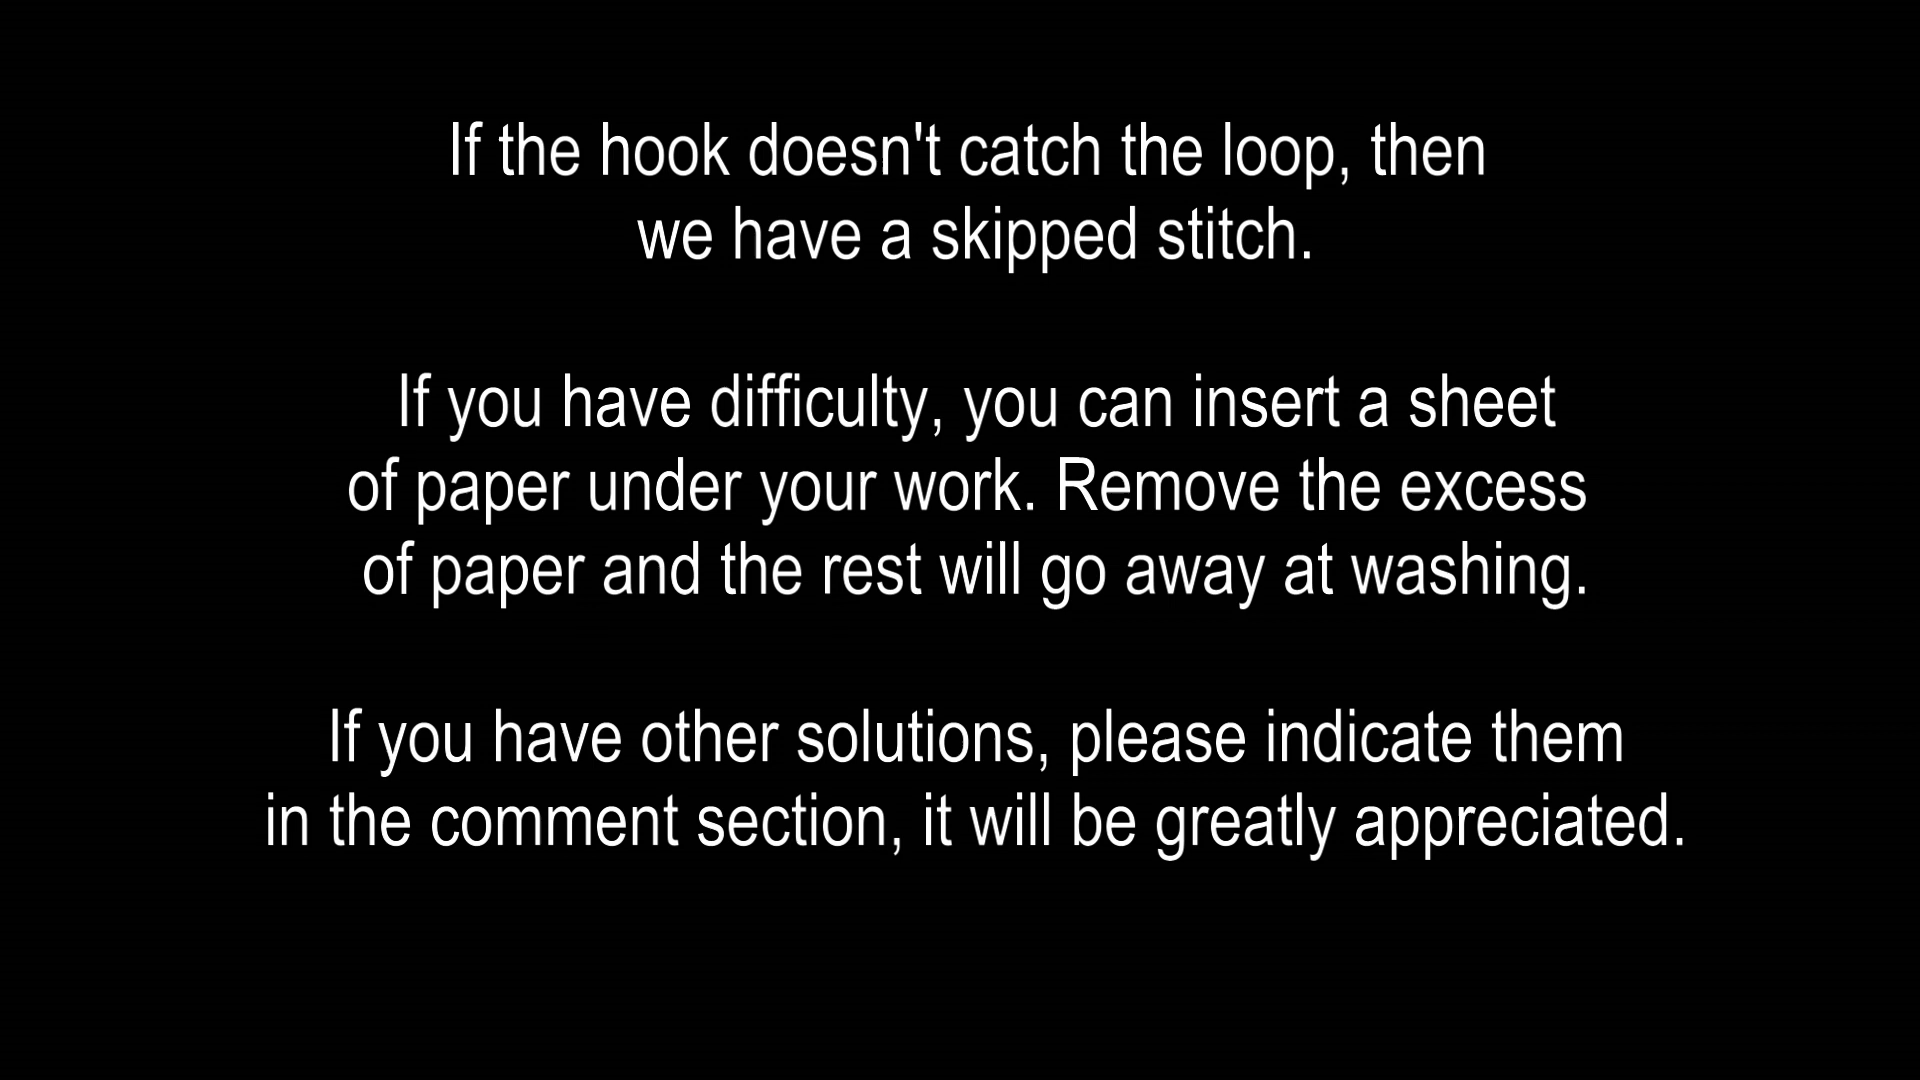 If the hook doesn't catch the loop, then
we have a skipped stitch.
If you have difficulty, you can insert a sheet
of paper under your work. Remove the excess
of paper and the rest will go away at washing.
If you have other solutions, please indicate them
in the comment section, it will be greatly appreciated.